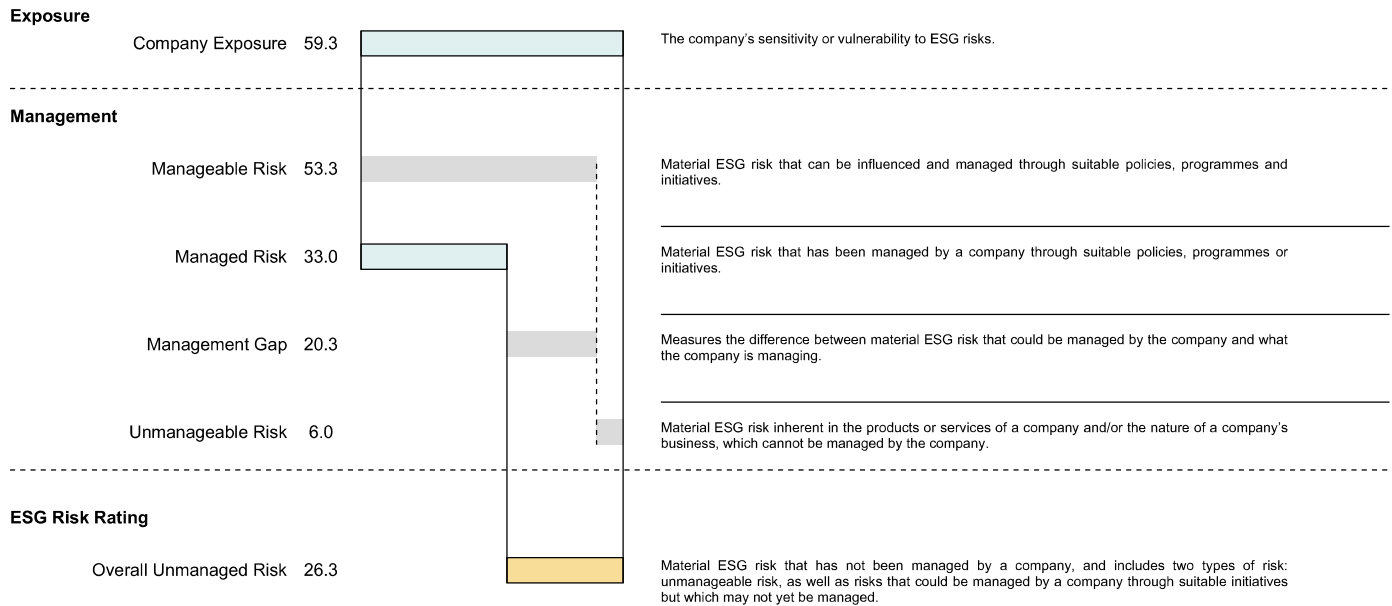 Exposure
Company Exposure 59.3
The company’s sensitivity or vulnerability to ESG risks.
Management
Manageable Risk 53.3
Material ESG risk that can be influenced and managed through suitable policies, programmes and
initiatives.
Managed Risk 33.0
Material ESG risk that has been managed by a company through suitable policies, programmes or
initiatives.
Management Gap 20.3
Measures the difference between material ESG risk that could be managed by the company and what
the company is managing.
Unmanageable Risk 6.0
Material ESG risk inherent in the products or services of a company and/or the nature of a company’s
business, which cannot be managed by the company.
ESG Risk Rating
Overall Unmanaged Risk 26.3
Material ESG risk that has not been managed by a company, and includes two types of risk:
unmanageable risk, as well as risks that could be managed by a company through suitable initiatives
but which may not yet be managed.